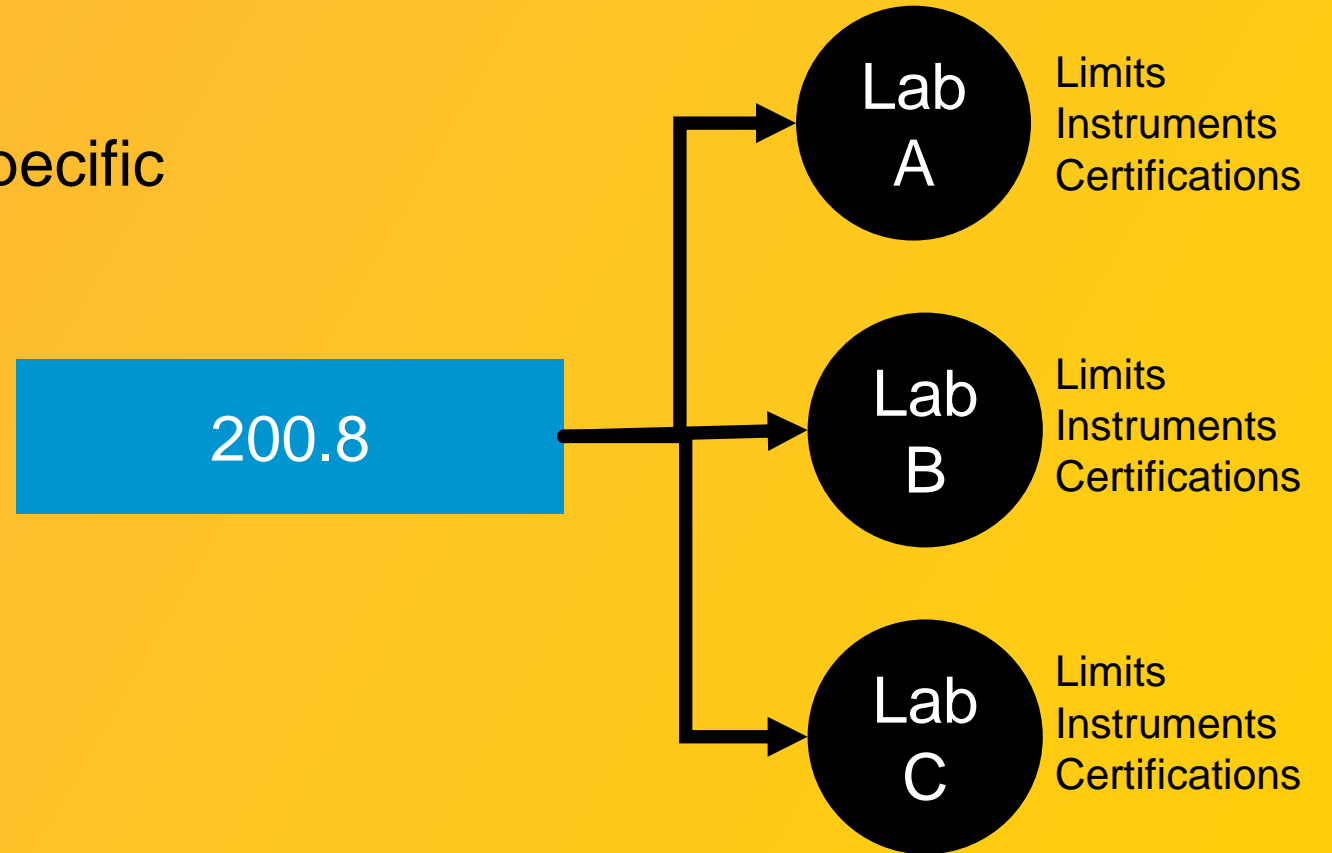 Lab
A
Limits
Instruments
Certifications
pecific
200.8
Lab
B
Limits
Instruments
Certifications
Lab
C
Limits
Instruments
Certifications